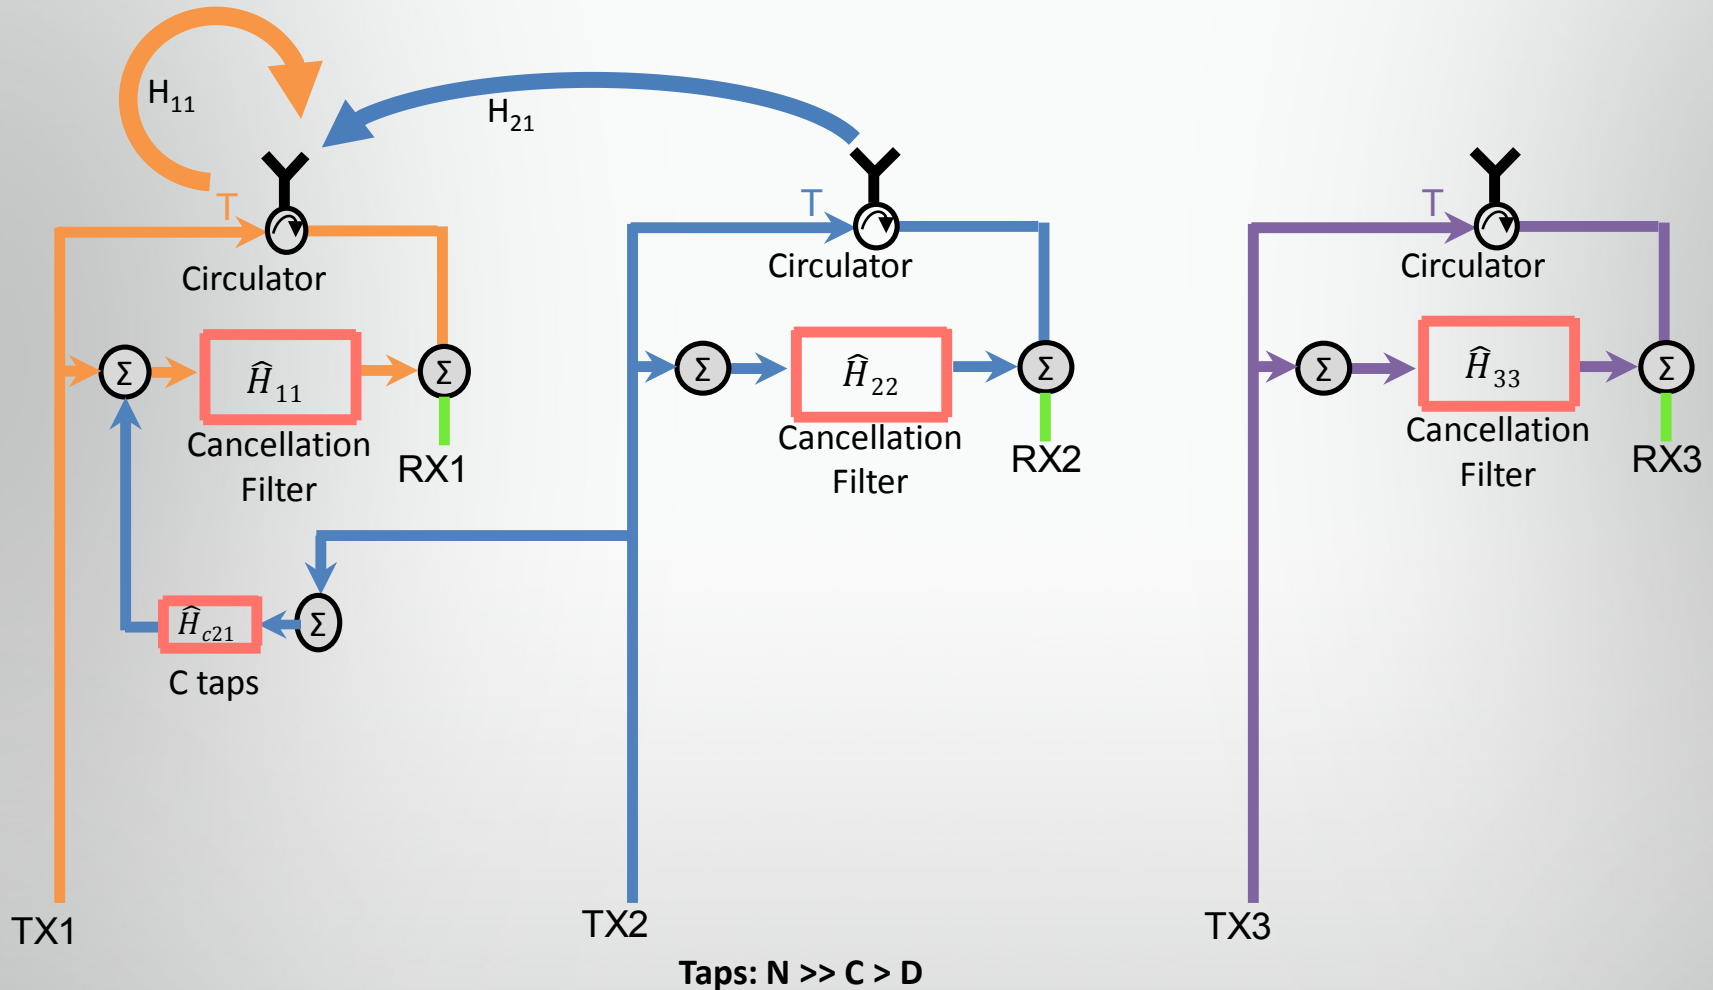 H₁₁
H₂₁
T
T
T
Circulator
Circulator
Circulator
Σ
Ĥ₁₁
Σ
Σ
Ĥ₂₂
Σ
Σ
Ĥ₃₃
Σ
Cancellation
Filter
RX1
Cancellation
Filter
RX2
Cancellation
Filter
RX3
Ĥc21
Σ
C taps
TX1
TX2
TX3
Taps: N >> C > D